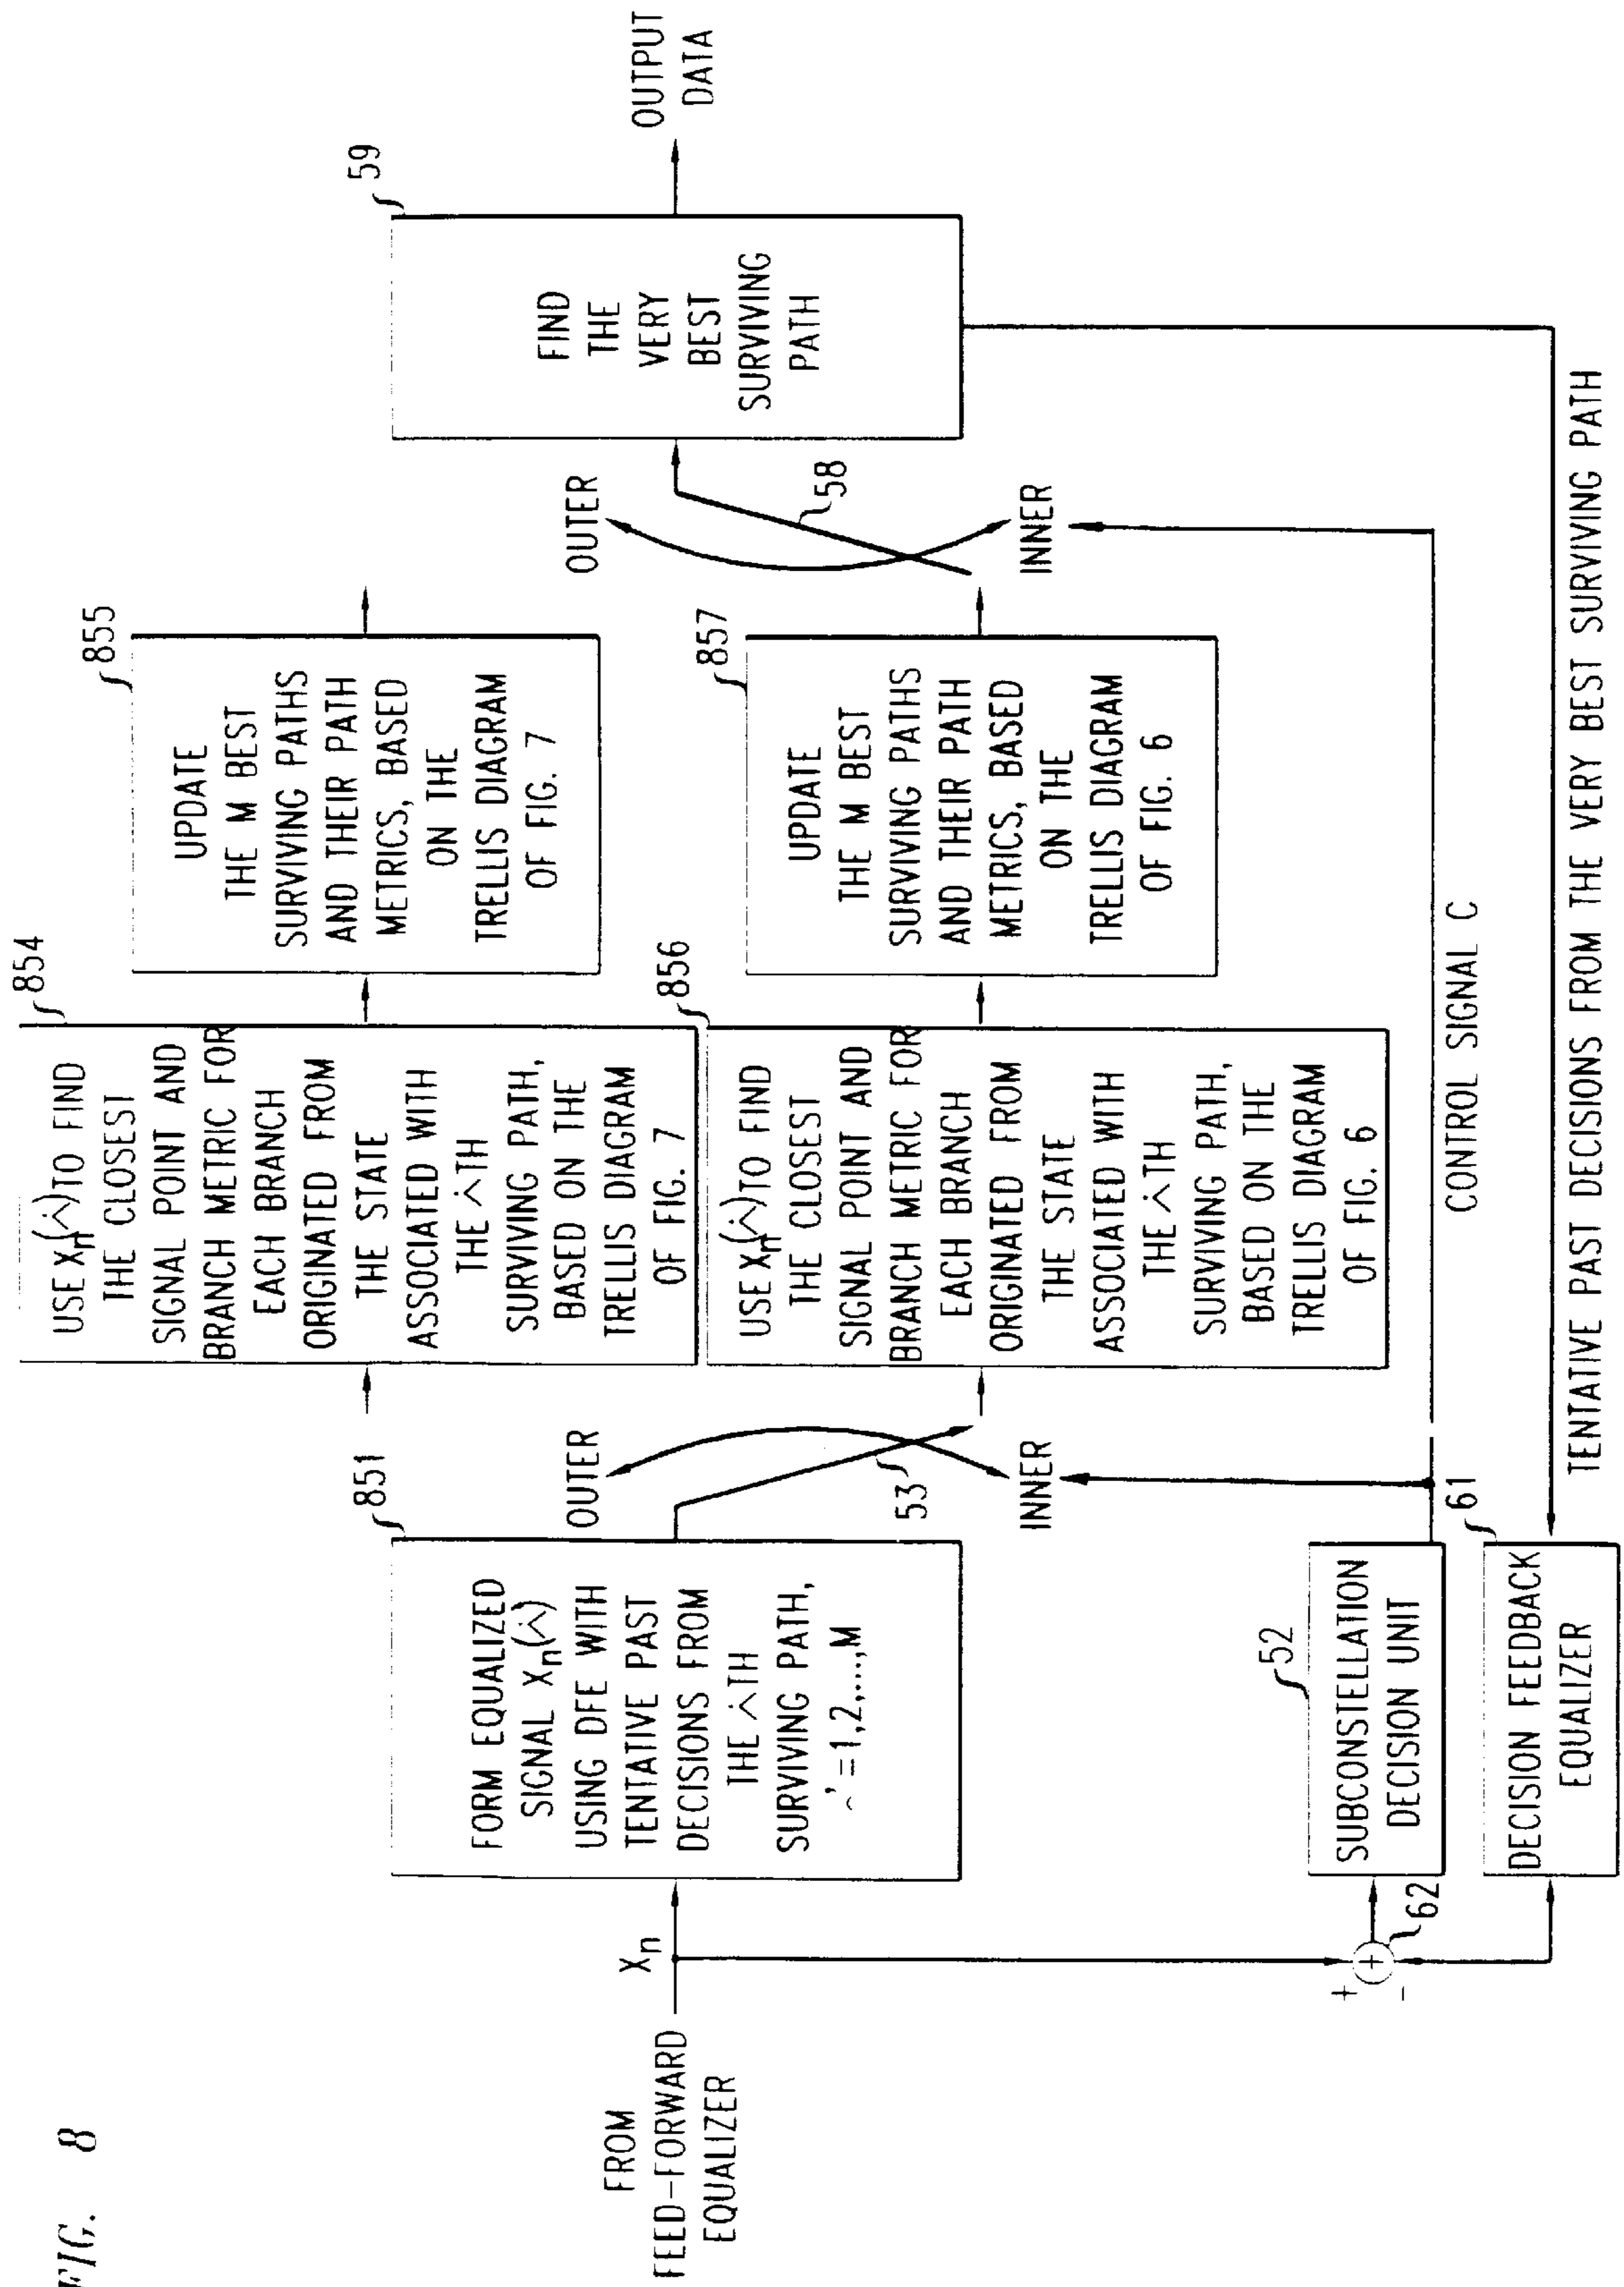 FIG. 8
FROM
FEED-FORWARD
EQUALIZER
Xn
851
FORM EQUALIZED
SIGNAL Xn(i)
USING DFE WITH
TENTATIVE PAST
DECISIONS FROM
THE i TH
SURVIVING PATH,
i=1,2,...,M
OUTER
53
INNER
854
USE Xn(i) TO FIND
THE CLOSEST
SIGNAL POINT AND
BRANCH METRIC FOR
EACH BRANCH
ORIGINATED FROM
THE STATE
ASSOCIATED WITH
THE i TH
SURVIVING PATH,
BASED ON THE
TRELLIS DIAGRAM
OF FIG. 7
855
UPDATE
THE M BEST
SURVIVING PATHS
AND THEIR PATH
METRICS, BASED
ON THE
TRELLIS DIAGRAM
OF FIG. 7
856
USE Xn(i) TO FIND
THE CLOSEST
SIGNAL POINT AND
BRANCH METRIC FOR
EACH BRANCH
ORIGINATED FROM
THE STATE
ASSOCIATED WITH
THE i TH
SURVIVING PATH,
BASED ON THE
TRELLIS DIAGRAM
OF FIG. 6
857
UPDATE
THE M BEST
SURVIVING PATHS
AND THEIR PATH
METRICS, BASED
ON THE
TRELLIS DIAGRAM
OF FIG. 6
OUTER
58
INNER
59
FIND
THE
VERY
BEST
SURVIVING
PATH
OUTPUT
DATA
+
+
-
62
52
SUBCONSTELLATION
DECISION UNIT
CONTROL SIGNAL C
61
DECISION FEEDBACK
EQUALIZER
TENTATIVE PAST DECISIONS FROM THE VERY BEST SURVIVING PATH